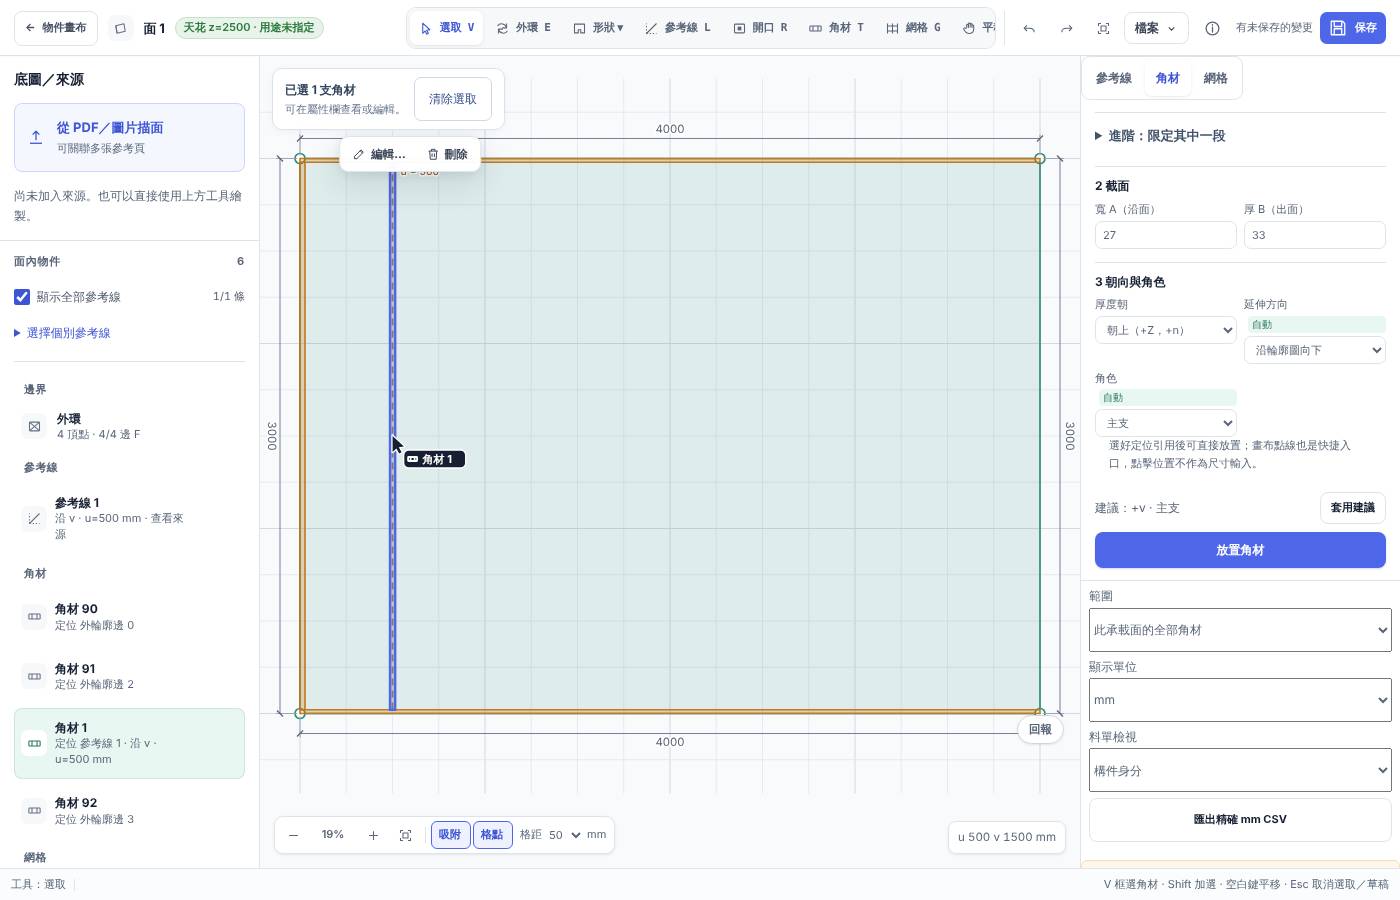 物件畫布
面 1
天花 z=2500 · 用途未指定
選取 V
外環 E
形狀▾
參考線 L
開口 R
角材 T
網格 G
檔案
有未保存的變更
保存
底圖／來源
從 PDF／圖片描面
可關聯多張參考頁
尚未加入來源。也可以直接使用上方工具繪
製。
面內物件
6
顯示全部參考線
1/1 條
選擇個別參考線
邊界
外環
4 頂點 · 4/4 邊 F
參考線
參考線 1
沿 v · u=500 mm · 查看來
源
角材
角材 90
定位 外輪廓邊 0
角材 91
定位 外輪廓邊 2
角材 1
定位 參考線 1 · 沿 v ·
u=500 mm
角材 92
定位 外輪廓邊 3
網格
已選 1 支角材
可在屬性欄查看或編輯。
清除選取
編輯...
刪除
4000
3000
角材 1
3000
4000
回報
19%
吸附
格點
格距
50
mm
u 500 v 1500 mm
參考線
角材
網格
進階：限定其中一段
2 截面
寬 A（沿面）
厚 B（出面）
27
33
3 朝向與角色
厚度朝
延伸方向
朝上（+Z，+n）
自動
沿輪廓圖向下
角色
自動
主支
選好定位引用後可直接放置；畫布點線也是快捷入
口，點擊位置不作為尺寸輸入。
建議：+v · 主支
套用建議
放置角材
範圍
此承載面的全部角材
顯示單位
mm
料單檢視
構件身分
匯出精確 mm CSV
工具：選取
V 框選角材 · Shift 加選 · 空白鍵平移 · Esc 取消選取／草稿